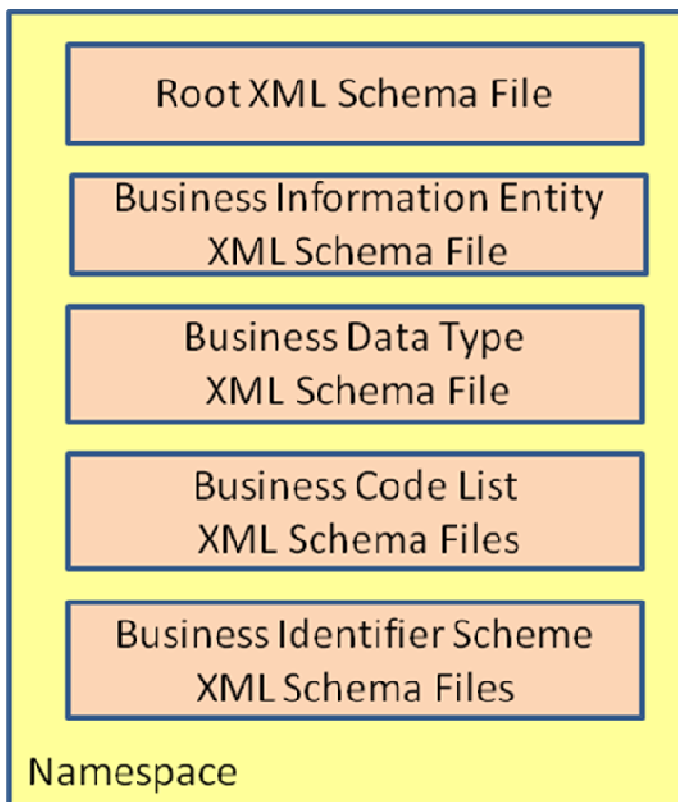 Root XML Schema File
Business Information Entity
XML Schema File
Business Data Type
XML Schema File
Business Code List
XML Schema Files
Business Identifier Scheme
XML Schema Files
Namespace